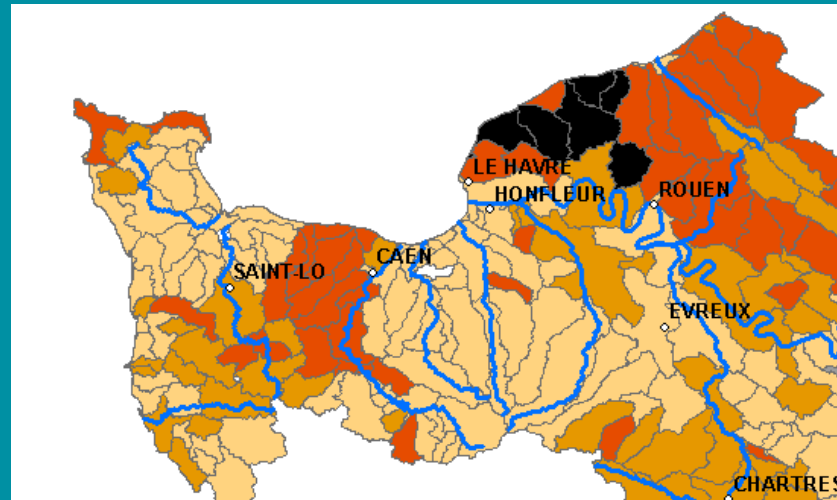 LE HAVRE
HONFLEUR
ROUEN
CAEN
SAINT-LO
EVREUX
CHARTRES